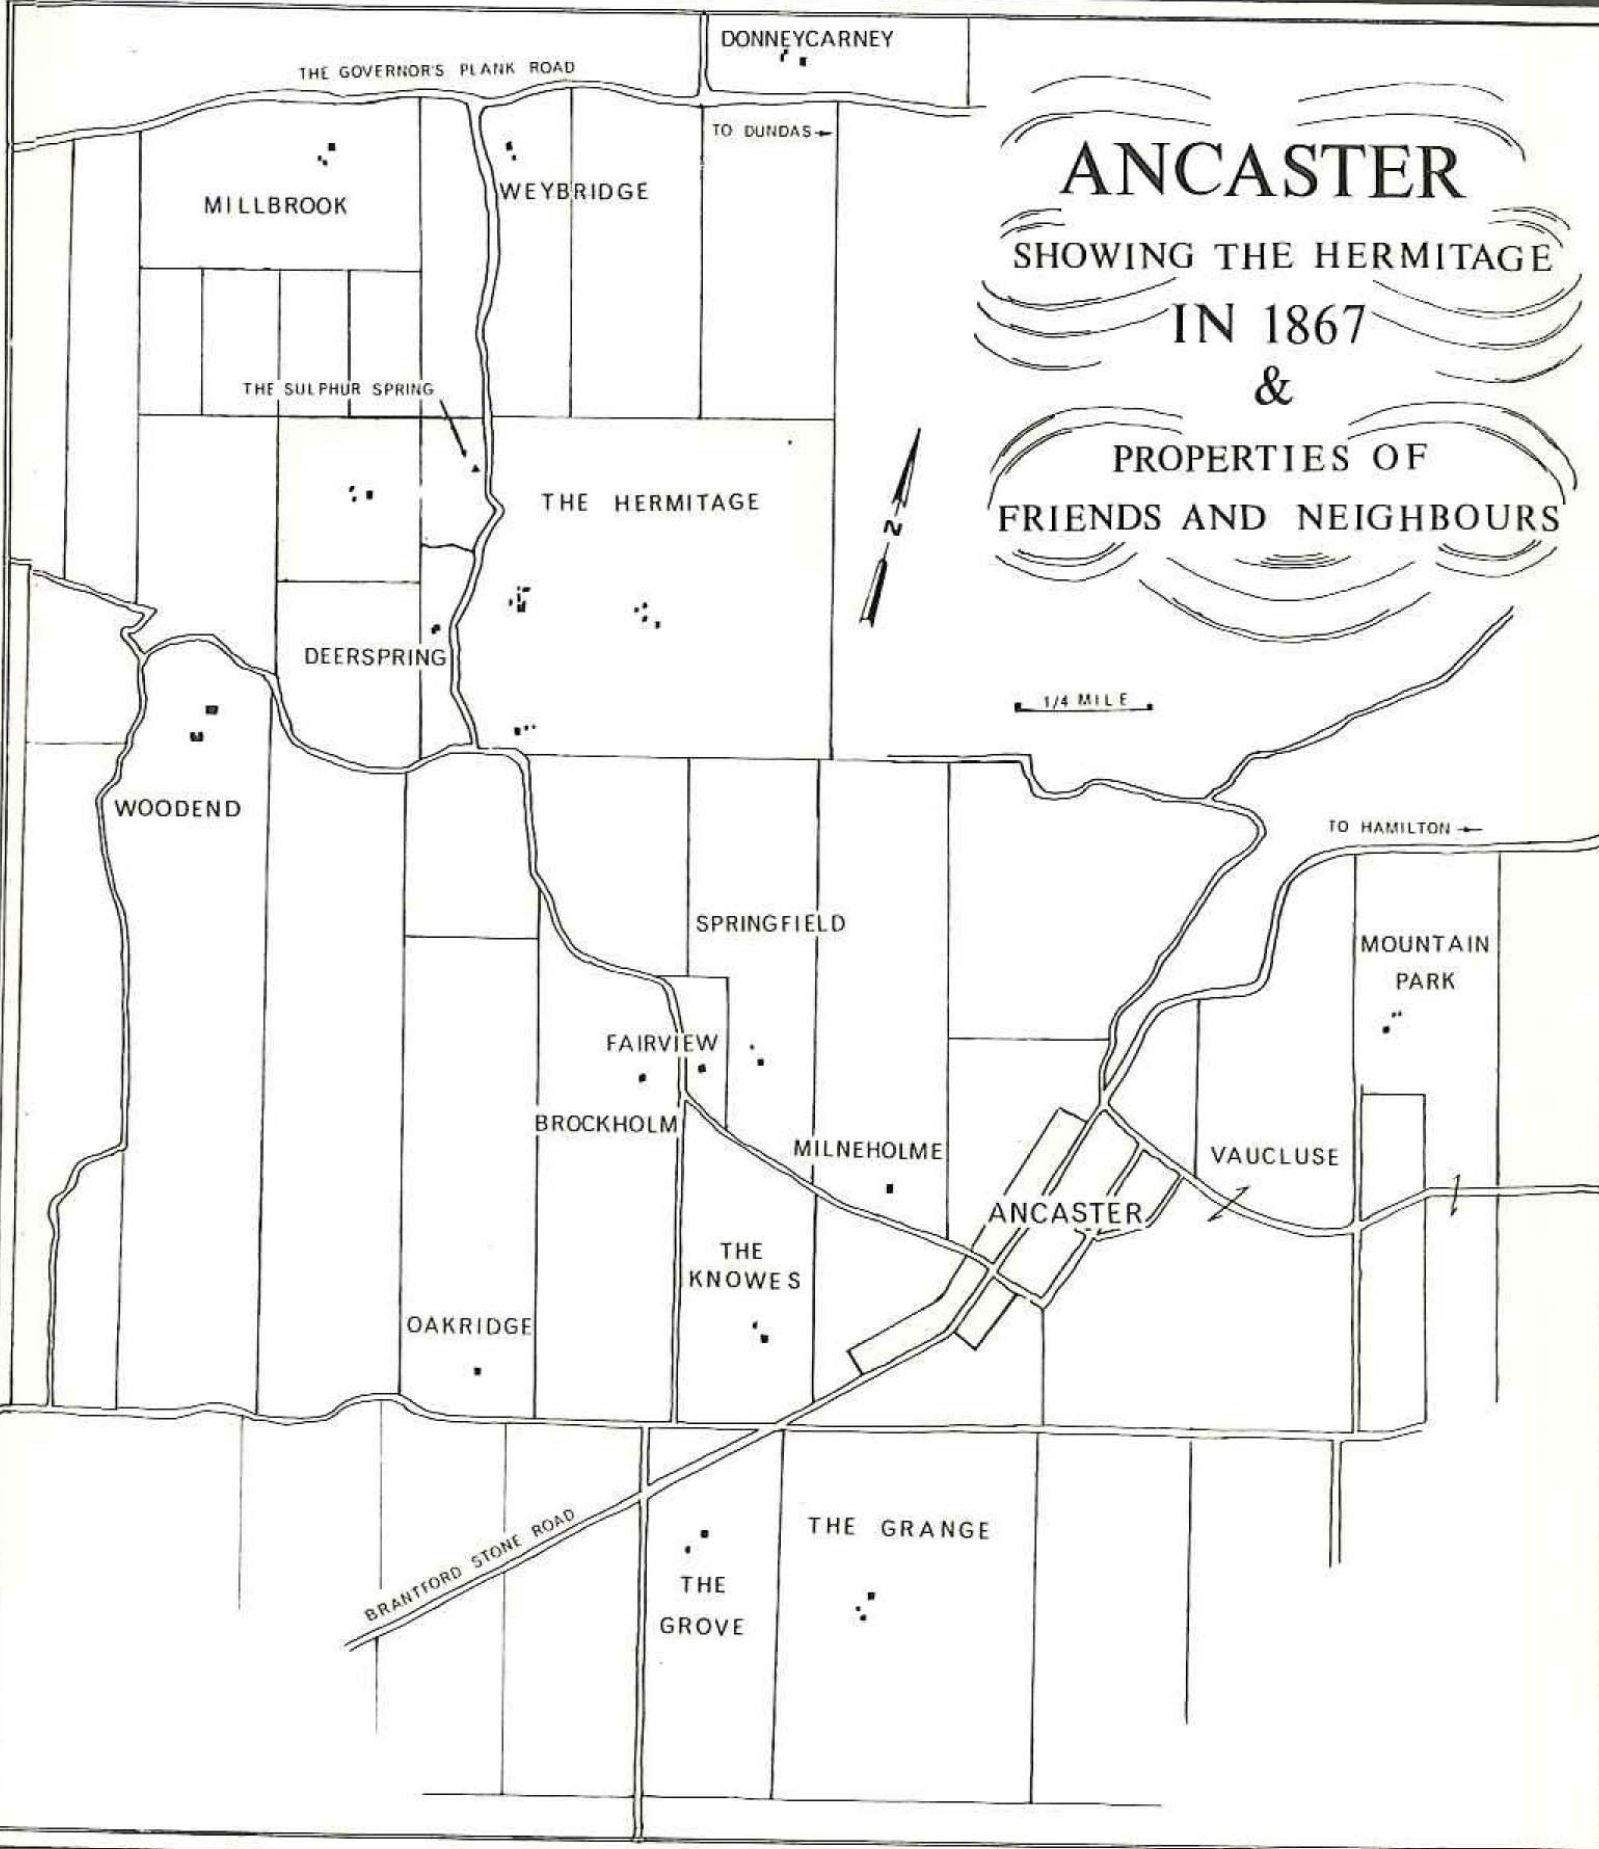 DONNEYCARNEY
THE GOVERNOR'S PLANK ROAD
TO DUNDAS
ANCASTER
SHOWING THE HERMITAGE
IN 1867
&
PROPERTIES OF
FRIENDS AND NEIGHBOURS
MILLBROOK
WEYBRIDGE
THE SULPHUR SPRING
THE HERMITAGE
N
DEERSPRING
1/4 MILE
WOODEND
TO HAMILTON
SPRINGFIELD
MOUNTAIN
PARK
FAIRVIEW
BROCKHOLM
MILNEHOLME
VAUCLUSE
ANCASTER
THE
KNOWES
OAKRIDGE
BRANTFORD STONE ROAD
THE GRANGE
THE
GROVE